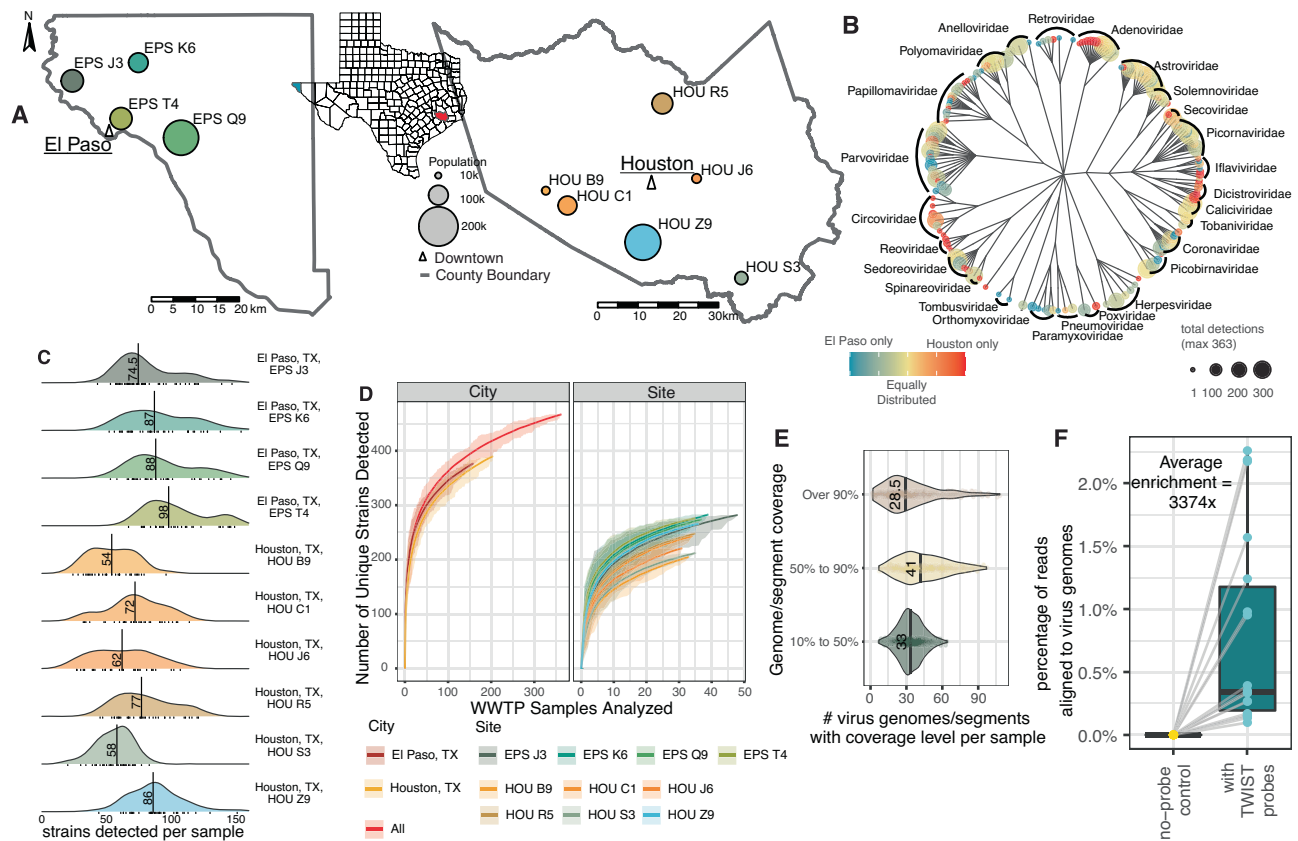 A
N
EPS J3
EPS K6
EPS T4
El Paso
EPS Q9
0 5 10 15 20 km
Population
10k
100k
200k
Downtown
County Boundary
HOU R5
Houston
HOU J6
HOU B9
HOU C1
HOU Z9
HOU S3
0 10 20 30km
B
Retroviridae
Anelloviridae
Adenoviridae
Polyomaviridae
Astroviridae
Papillomaviridae
Solemnoviridae
Secoviridae
Picornaviridae
Parvoviridae
Iflaviviridae
Dicistroviridae
Circoviridae
Caliciviridae
Tobaniviridae
Reoviridae
Coronaviridae
Sedoreoviridae
Picobirnaviridae
Spinareoviridae
Tombusviridae
Herpesviridae
Orthomyxoviridae
Poxviridae
Pneumoviridae
Paramyxoviridae
El Paso only
Houston only
Equally
Distributed
total detections
(max 363)
1 100 200 300
C
74.5
El Paso, TX,
EPS J3
87
El Paso, TX,
EPS K6
88
El Paso, TX,
EPS Q9
98
El Paso, TX,
EPS T4
54
Houston, TX,
HOU B9
72
Houston, TX,
HOU C1
62
Houston, TX,
HOU J6
77
Houston, TX,
HOU R5
58
Houston, TX,
HOU S3
86
Houston, TX,
HOU Z9
0 50 100 150
strains detected per sample
D
City
Site
Number of Unique Strains Detected
400
300
200
100
0
0 100 200 300
0 10 20 30 40 50
WWTP Samples Analyzed
City
El Paso, TX
Houston, TX
All
Site
EPS J3
EPS K6
EPS Q9
EPS T4
HOU B9
HOU C1
HOU J6
HOU R5
HOU S3
HOU Z9
E
Genome/segment coverage
Over 90%
28.5
50% to 90%
41
10% to 50%
33
0 30 60 90
# virus genomes/segments
with coverage level per sample
F
percentage of reads
aligned to virus genomes
2.0%
1.5%
1.0%
0.5%
0.0%
Average
enrichment =
3374x
no−probe
control
with
TWIST
probes